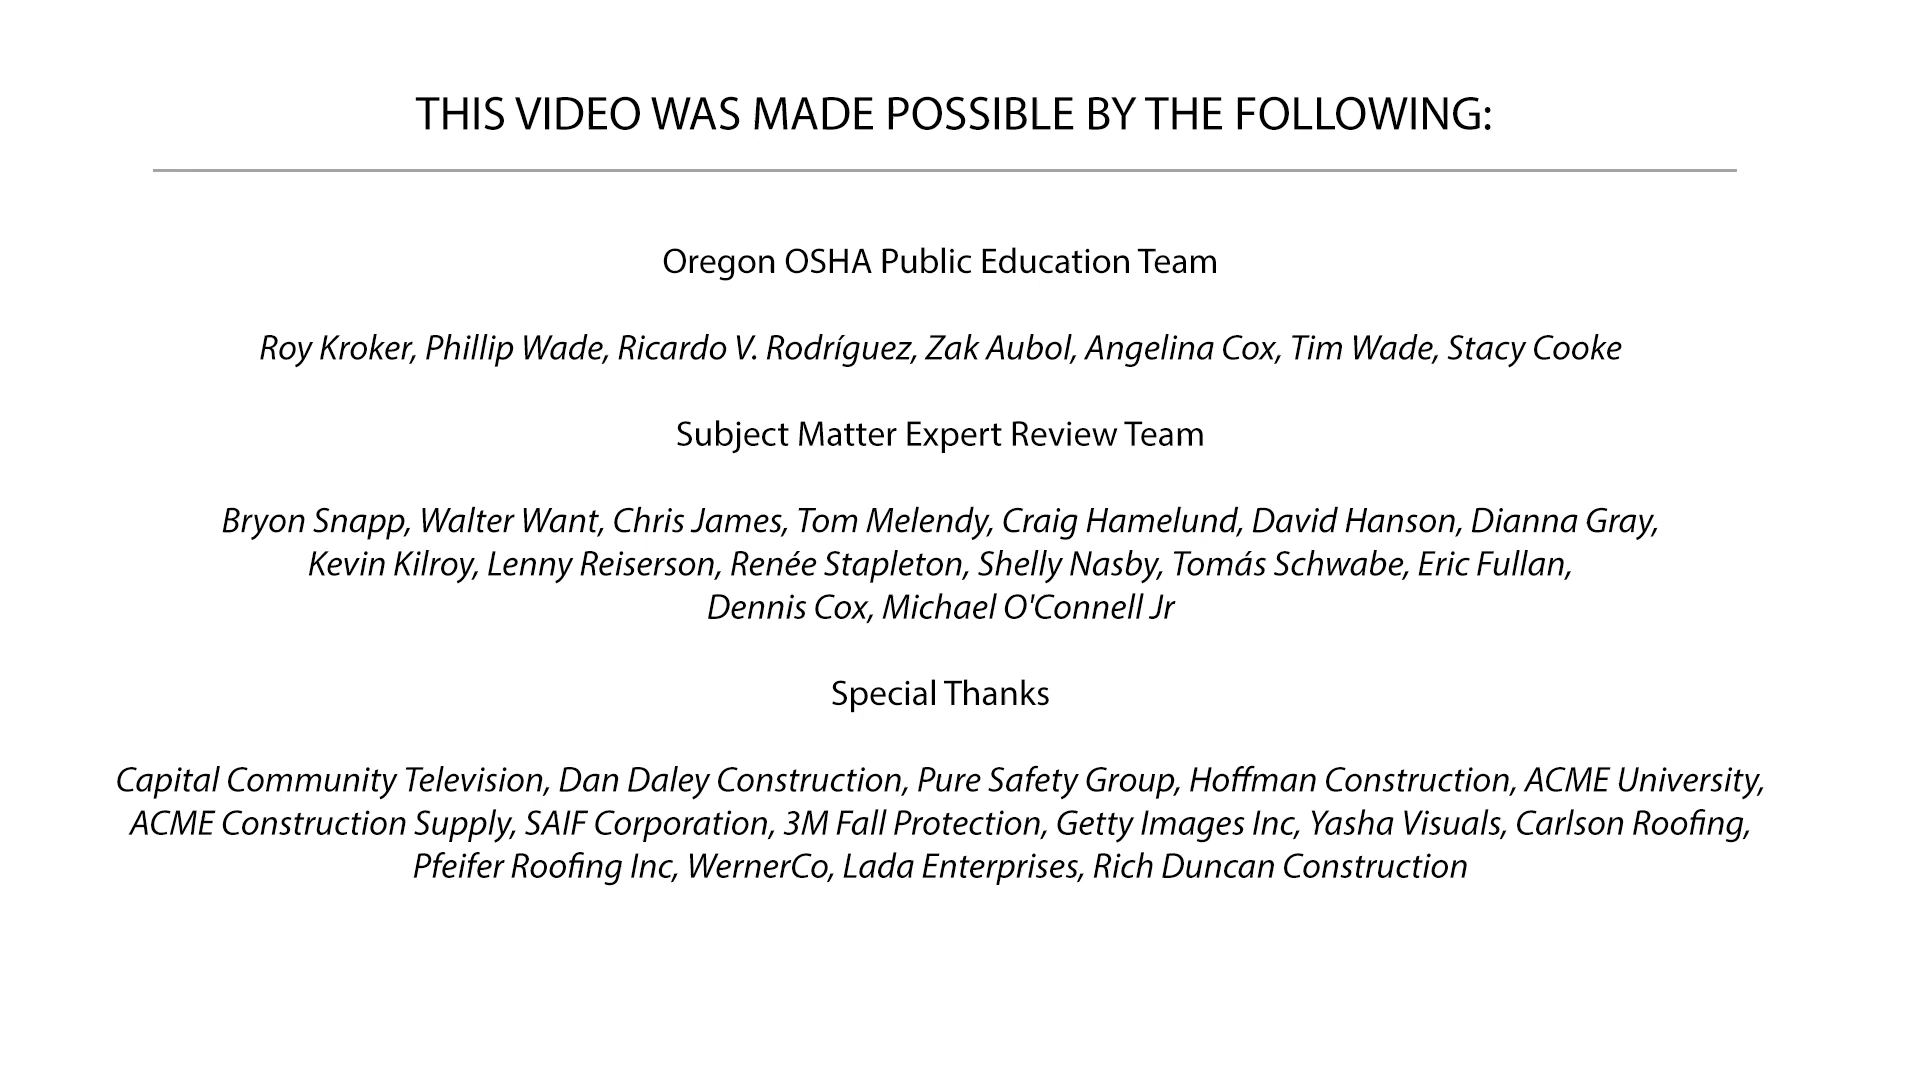 THIS VIDEO WAS MADE POSSIBLE BY THE FOLLOWING:
Oregon OSHA Public Education Team
Roy Kroker, Phillip Wade, Ricardo V. Rodríguez, Zak Aubol, Angelina Cox, Tim Wade, Stacy Cooke
Subject Matter Expert Review Team
Bryon Snapp, Walter Want, Chris James, Tom Melendy, Craig Hamelund, David Hanson, Dianna Gray,
Kevin Kilroy, Lenny Reiserson, Renée Stapleton, Shelly Nasby, Tomás Schwabe, Eric Fullan,
Dennis Cox, Michael O'Connell Jr
Special Thanks
Capital Community Television, Dan Daley Construction, Pure Safety Group, Hoffman Construction, ACME University,
ACME Construction Supply, SAIF Corporation, 3M Fall Protection, Getty Images Inc, Yasha Visuals, Carlson Roofing,
Pfeifer Roofing Inc, WernerCo, Lada Enterprises, Rich Duncan Construction